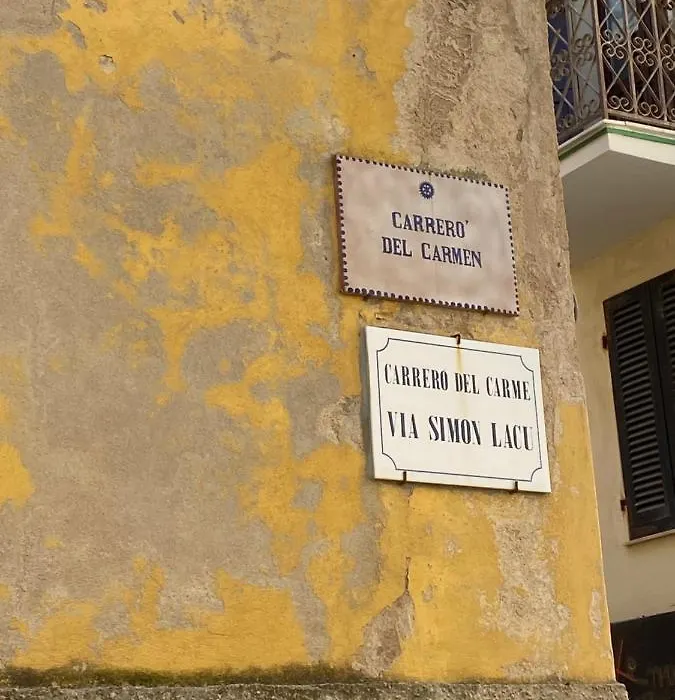 CARRERO'
DEL CARMEN
CARRERO DEL CARME
VIA SIMON LACU